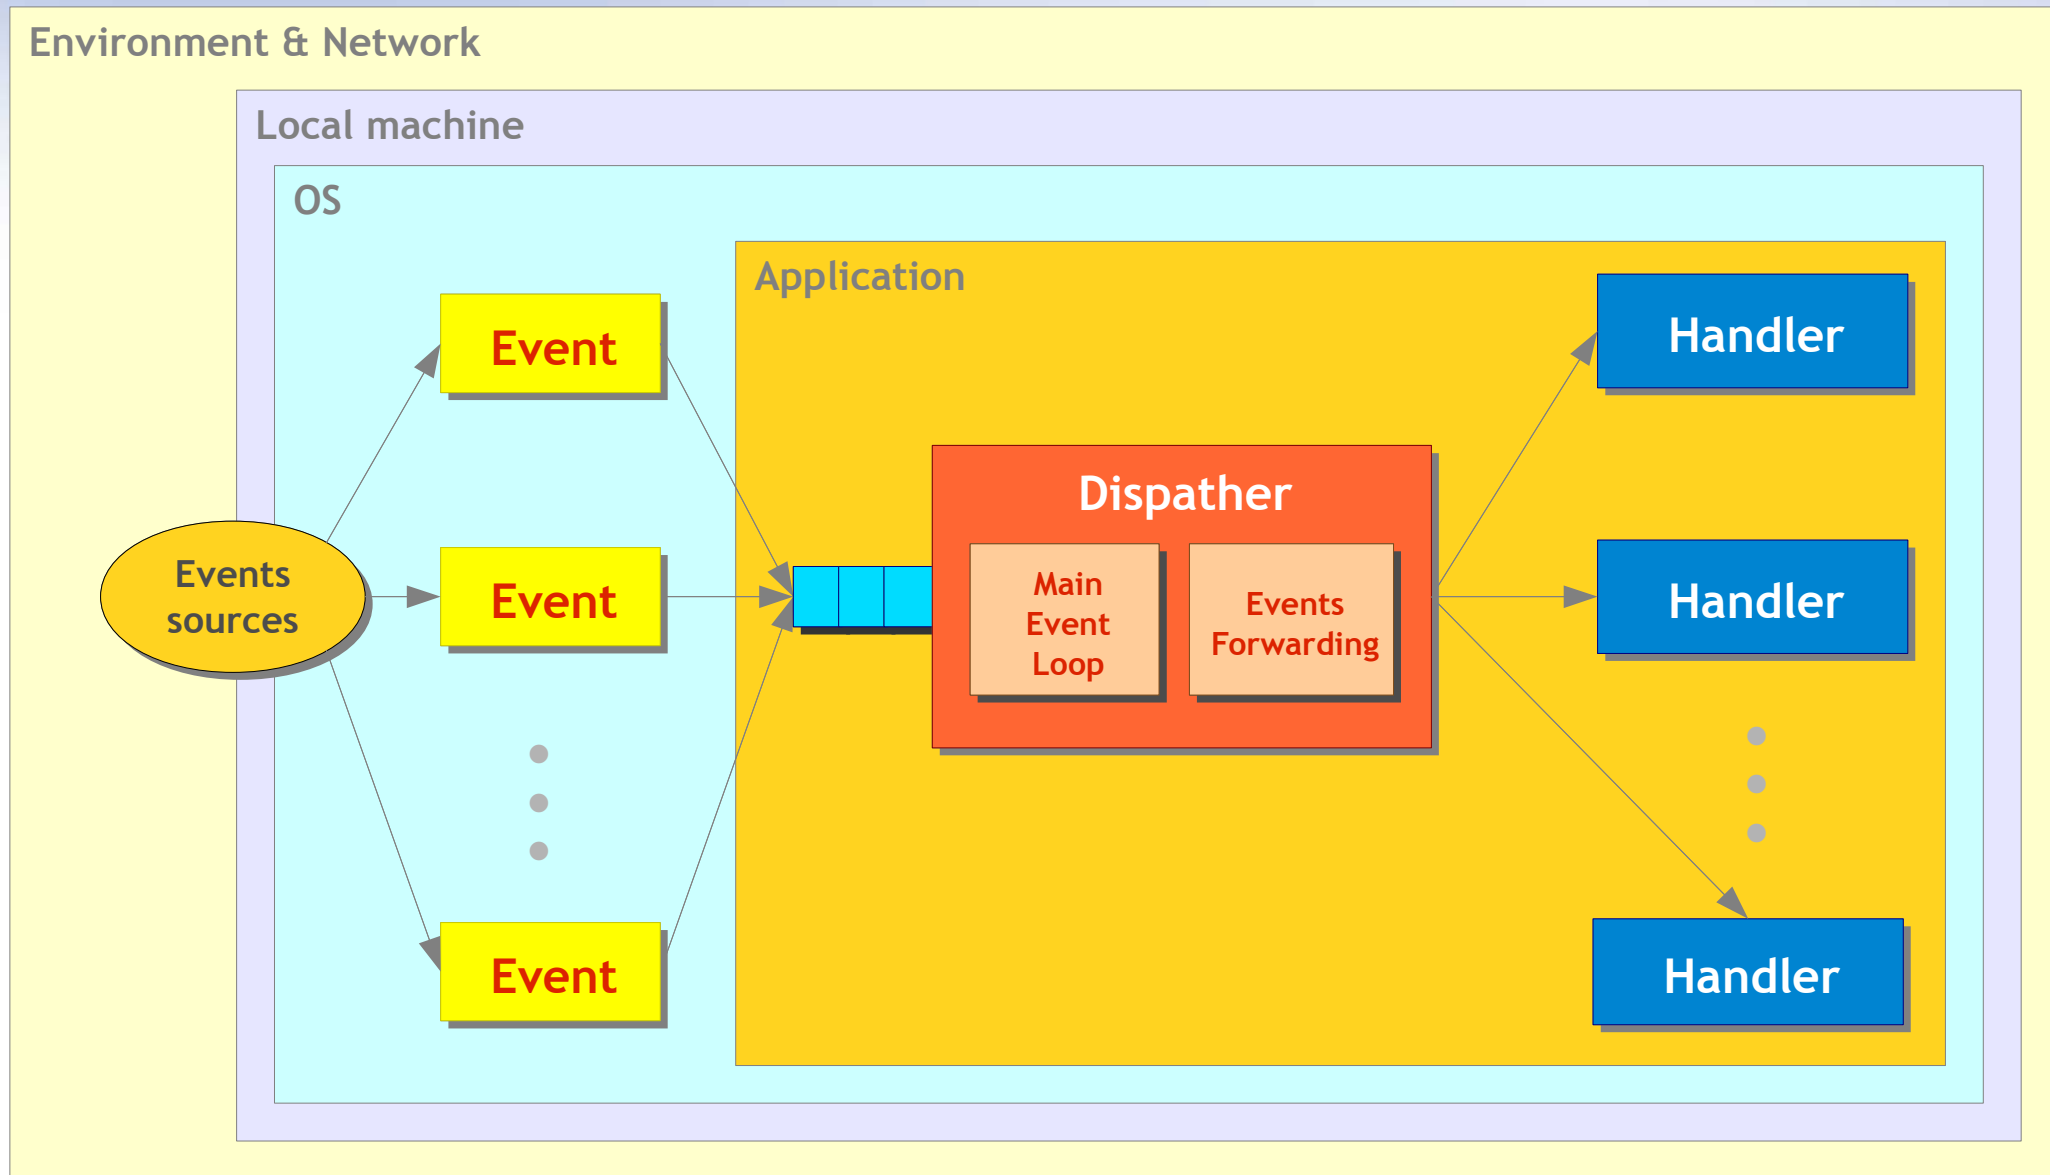 Environment & Network
Local machine
OS
Application
Event
Event
Event
Events
sources
Dispather
Main
Event
Loop
Events
Forwarding
Handler
Handler
Handler